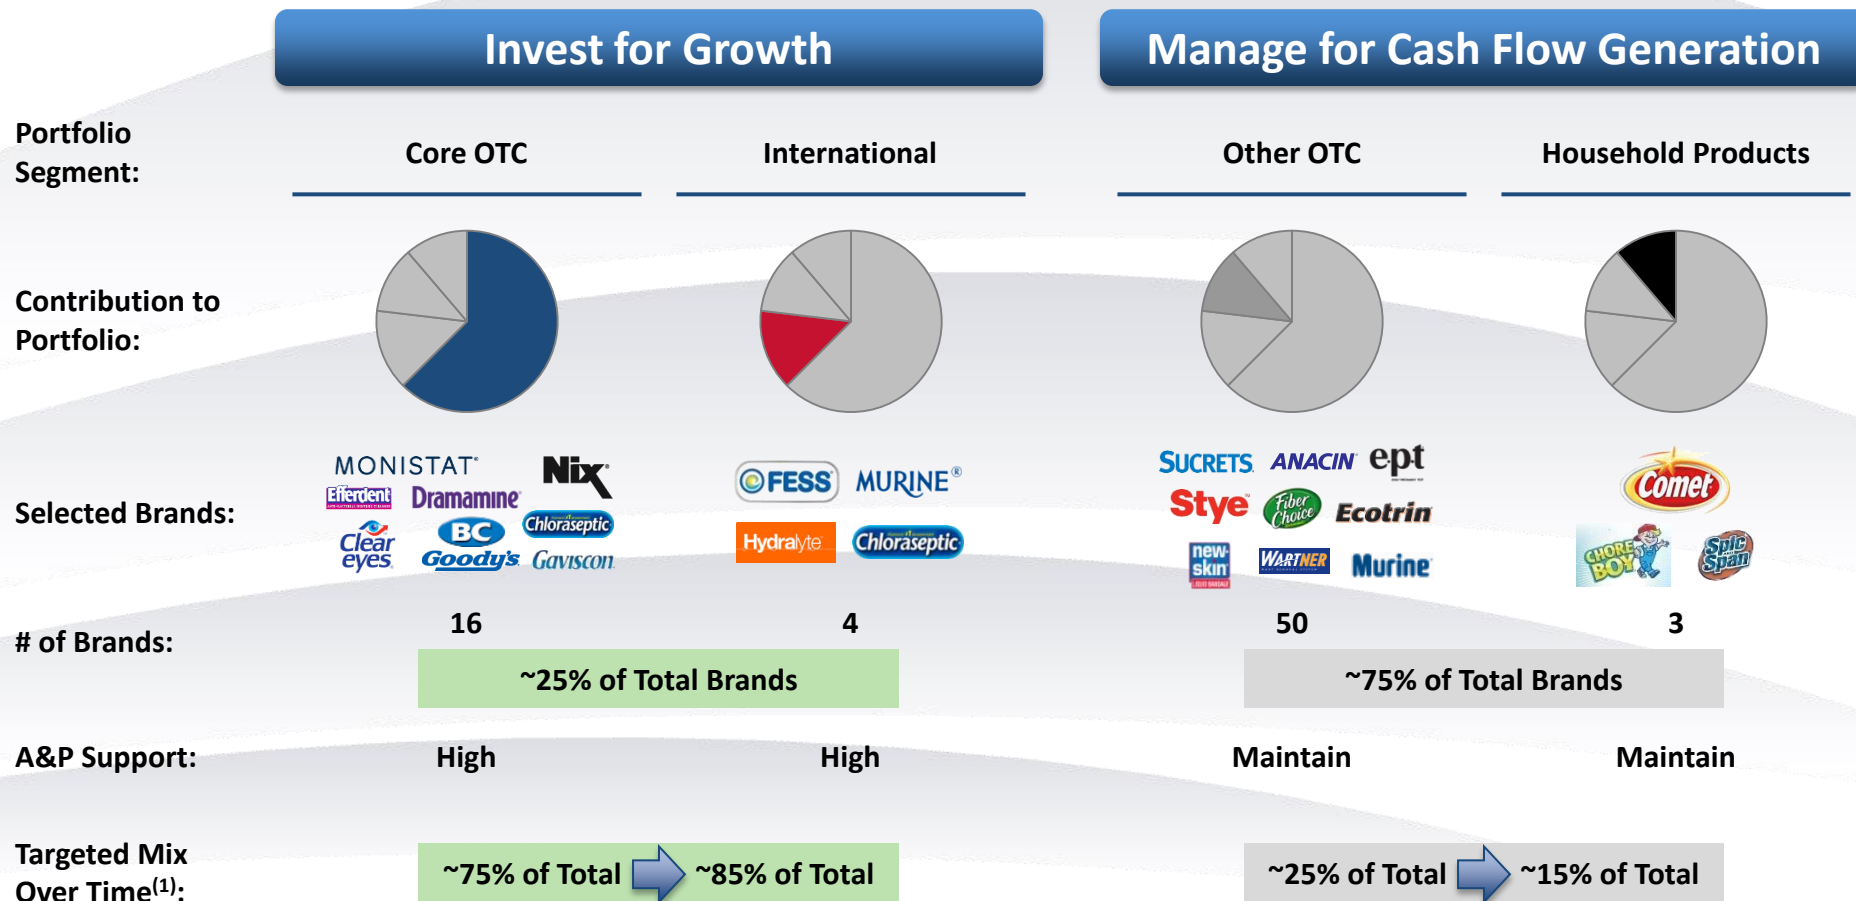 Invest for Growth
Manage for Cash Flow Generation
Portfolio
Segment:
Core OTC
International
Other OTC
Household Products
Contribution to
Portfolio:
Selected Brands:
MONISTAT®
Nix®
Efferdent
Dramamine®
Clear
eyes
BC
Chloraseptic
Goody's
Gaviscon
FESS
MURINE®
Hydralyte
Chloraseptic
SUCRETS
ANACIN
e.p.t
Stye™
Fiber
Choice
Ecotrin
new-
skin
LIQUID BANDAGE
WARTNER
Murine
Comet
CHORE
BOY
Spic
Span
# of Brands:
16
4
50
3
~25% of Total Brands
~75% of Total Brands
A&P Support:
High
High
Maintain
Maintain
Targeted Mix
Over Time(1):
~75% of Total
~85% of Total
~25% of Total
~15% of Total